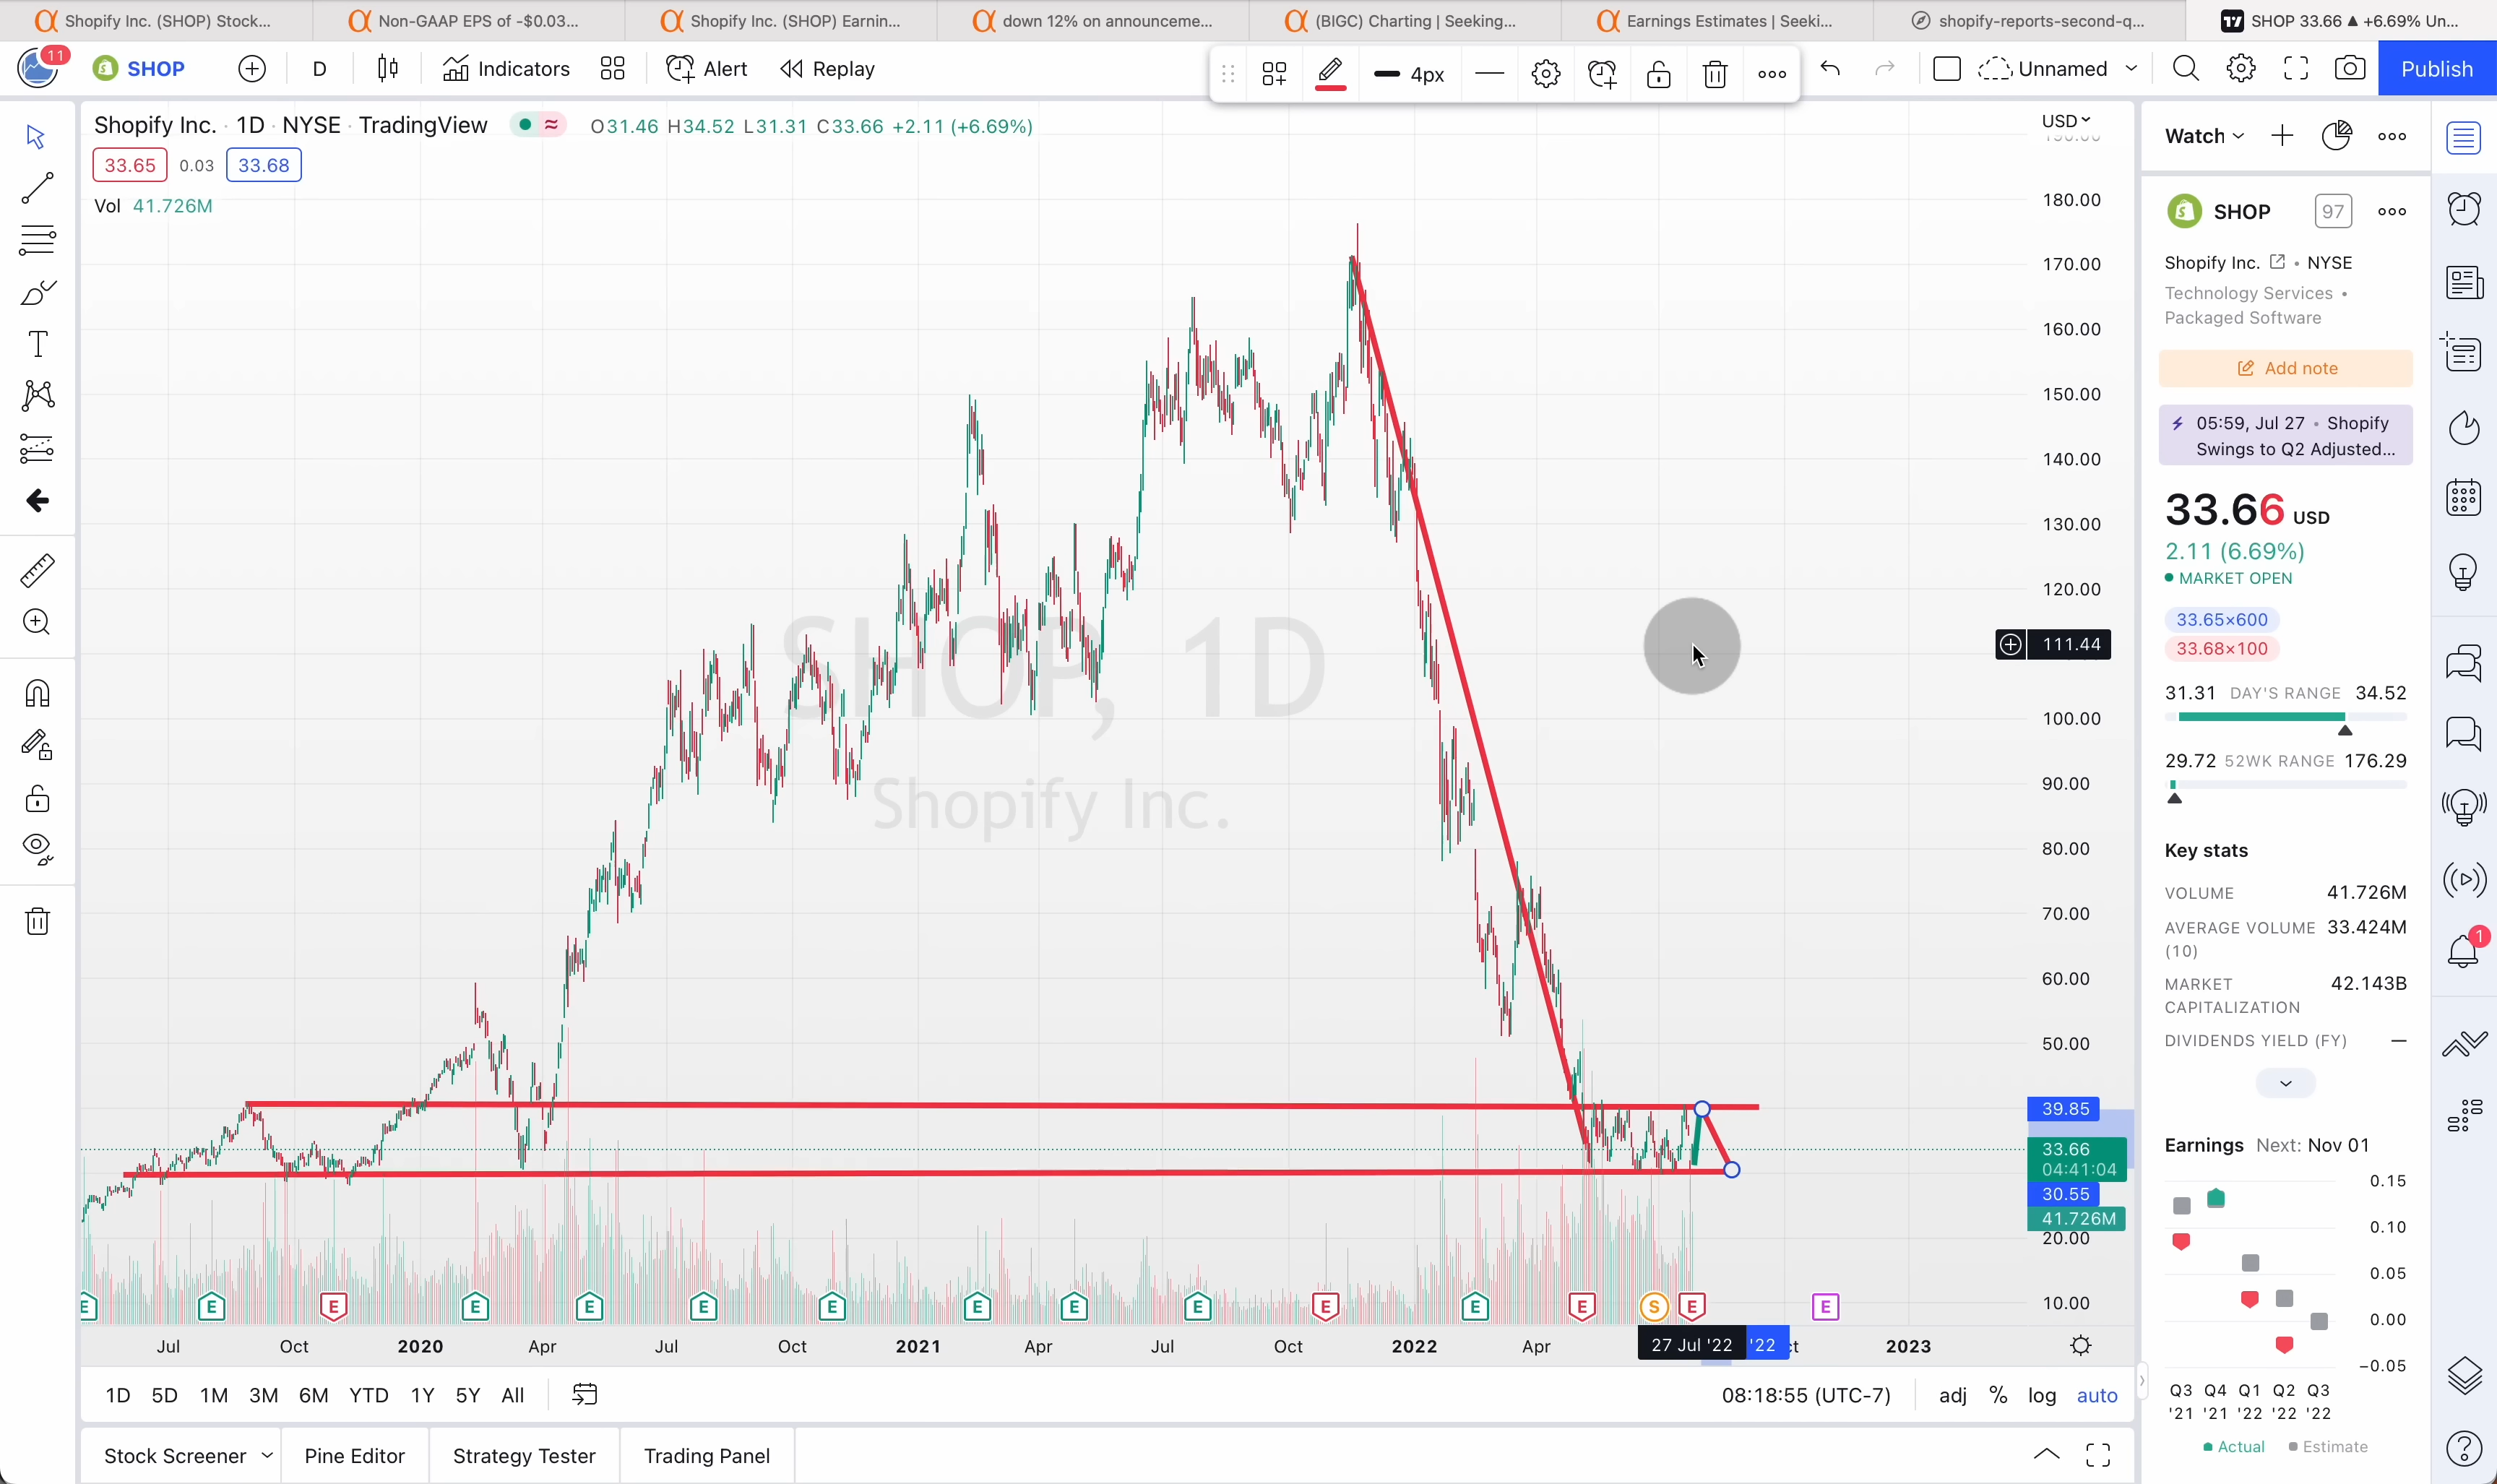 Shopify Inc. (SHOP) Stock...
Non-GAAP EPS of -$0.03...
Shopify Inc. (SHOP) Earnin...
down 12% on announceme...
(BIGC) Charting | Seeking...
Earnings Estimates | Seeki...
shopify-reports-second-q...
SHOP 33.66 ▲ +6.69% Un...
11
SHOP
D
Indicators
Alert
Replay
4px
Unnamed
Publish
Shopify Inc. · 1D · NYSE · TradingView
O31.46 H34.52 L31.31 C33.66 +2.11 (+6.69%)
33.65 0.03 33.68
Vol 41.726M
USD
180.00
170.00
160.00
150.00
140.00
130.00
120.00
111.44
100.00
90.00
80.00
70.00
60.00
50.00
39.85
33.66
04:41:04
30.55
41.726M
20.00
10.00
SHOP, 1D
Shopify Inc.
E E E E E E E E E E E E E S E E
Jul Oct 2020 Apr Jul Oct 2021 Apr Jul Oct 2022 Apr 27 Jul '22 '22 2023
1D 5D 1M 3M 6M YTD 1Y 5Y All
08:18:55 (UTC-7) adj % log auto
Stock Screener Pine Editor Strategy Tester Trading Panel
Watch
SHOP 97
Shopify Inc. • NYSE
Technology Services •
Packaged Software
Add note
05:59, Jul 27 • Shopify
Swings to Q2 Adjusted...
33.66 USD
2.11 (6.69%)
MARKET OPEN
33.65×600
33.68×100
31.31 DAY'S RANGE 34.52
29.72 52WK RANGE 176.29
Key stats
VOLUME 41.726M
AVERAGE VOLUME 33.424M
(10)
MARKET 42.143B
CAPITALIZATION
DIVIDENDS YIELD (FY) —
Earnings Next: Nov 01
0.15
0.10
0.05
0.00
−0.05
Q3 Q4 Q1 Q2 Q3
'21 '21 '22 '22 '22
Actual Estimate
1